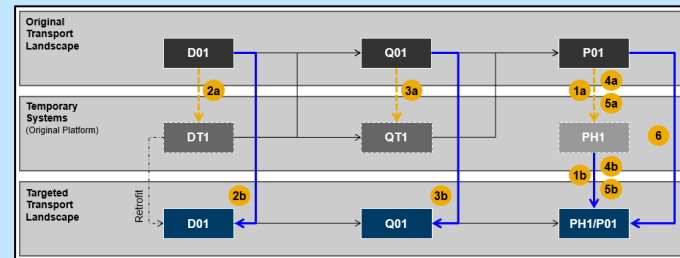 Original
Transport
Landscape
D01
Q01
P01
2a
3a
1a
4a
5a
Temporary
Systems
(Original Platform)
DT1
QT1
PH1
6
Retrofit
2b
3b
1b
4b
5b
Targeted
Transport
Landscape
D01
Q01
PH1/P01